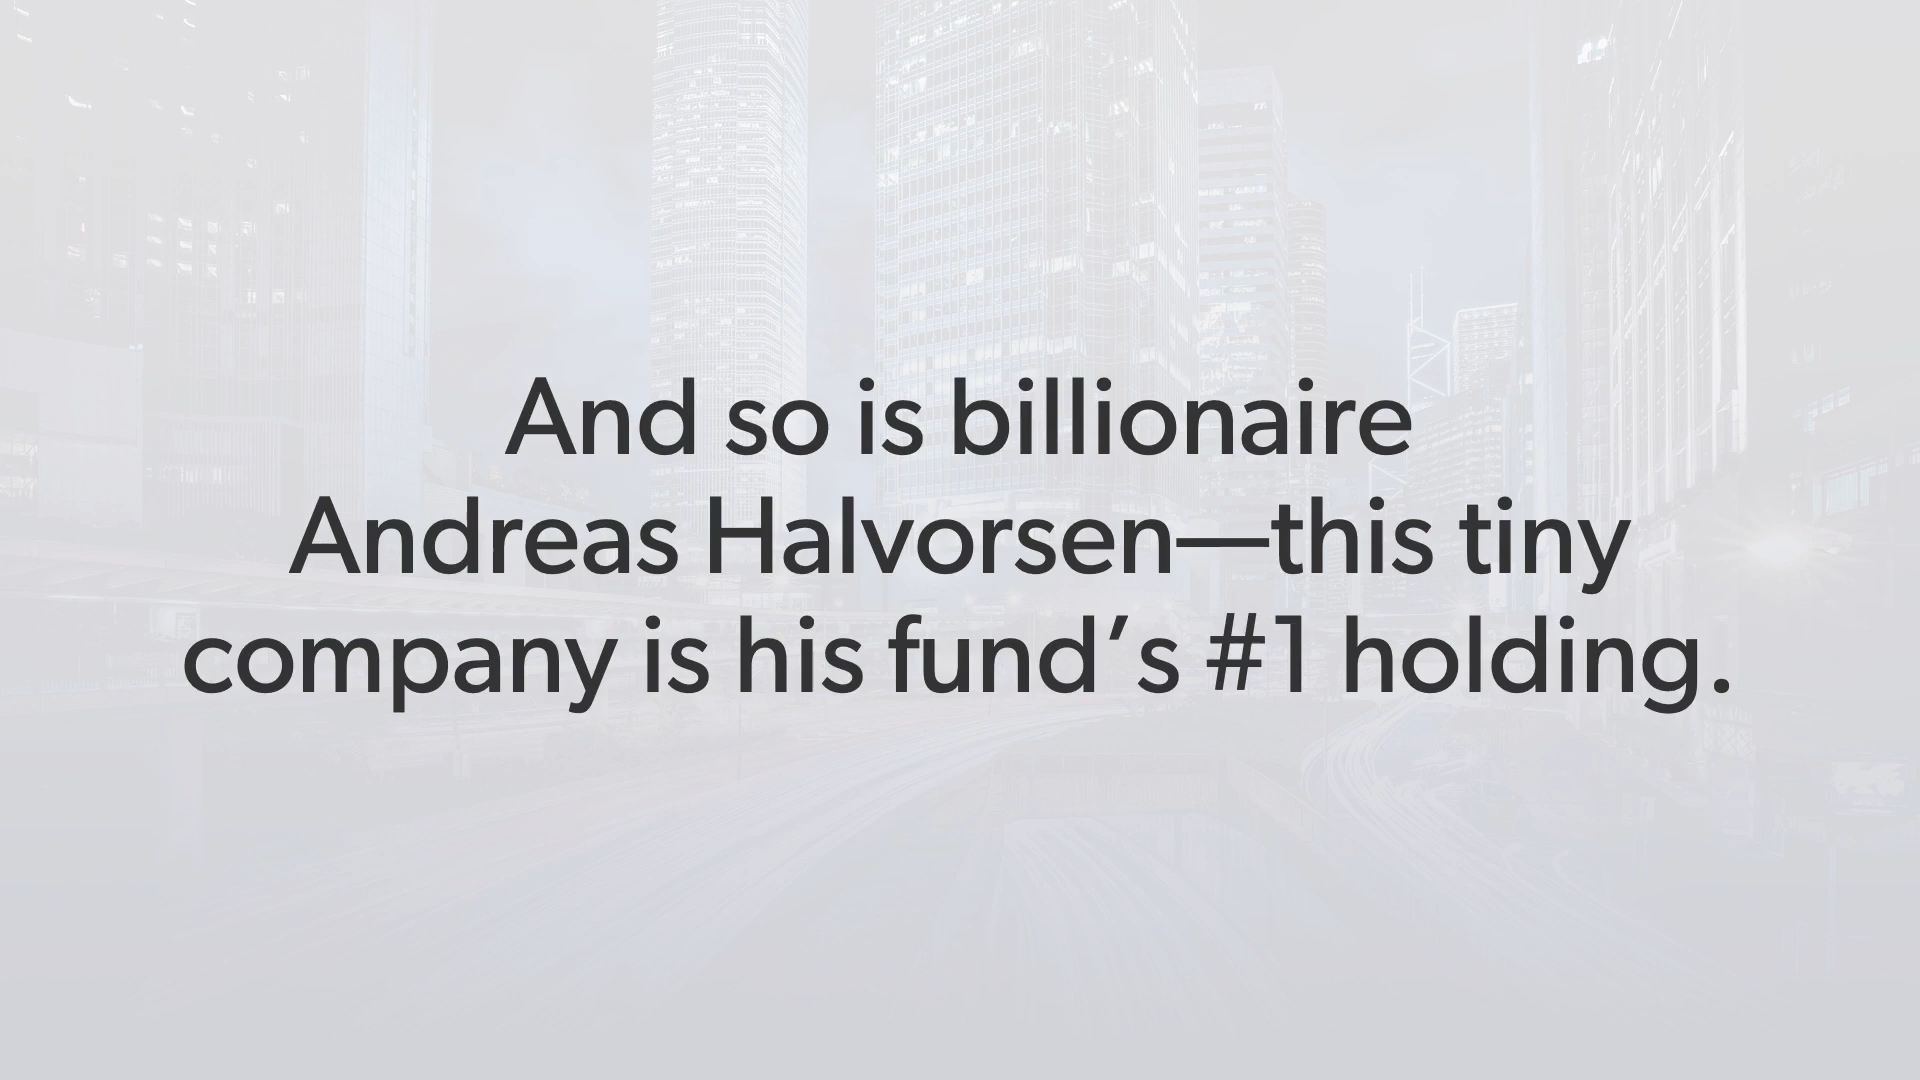 And so is billionaire
Andreas Halvorsen—this tiny
company is his fund’s #1 holding.